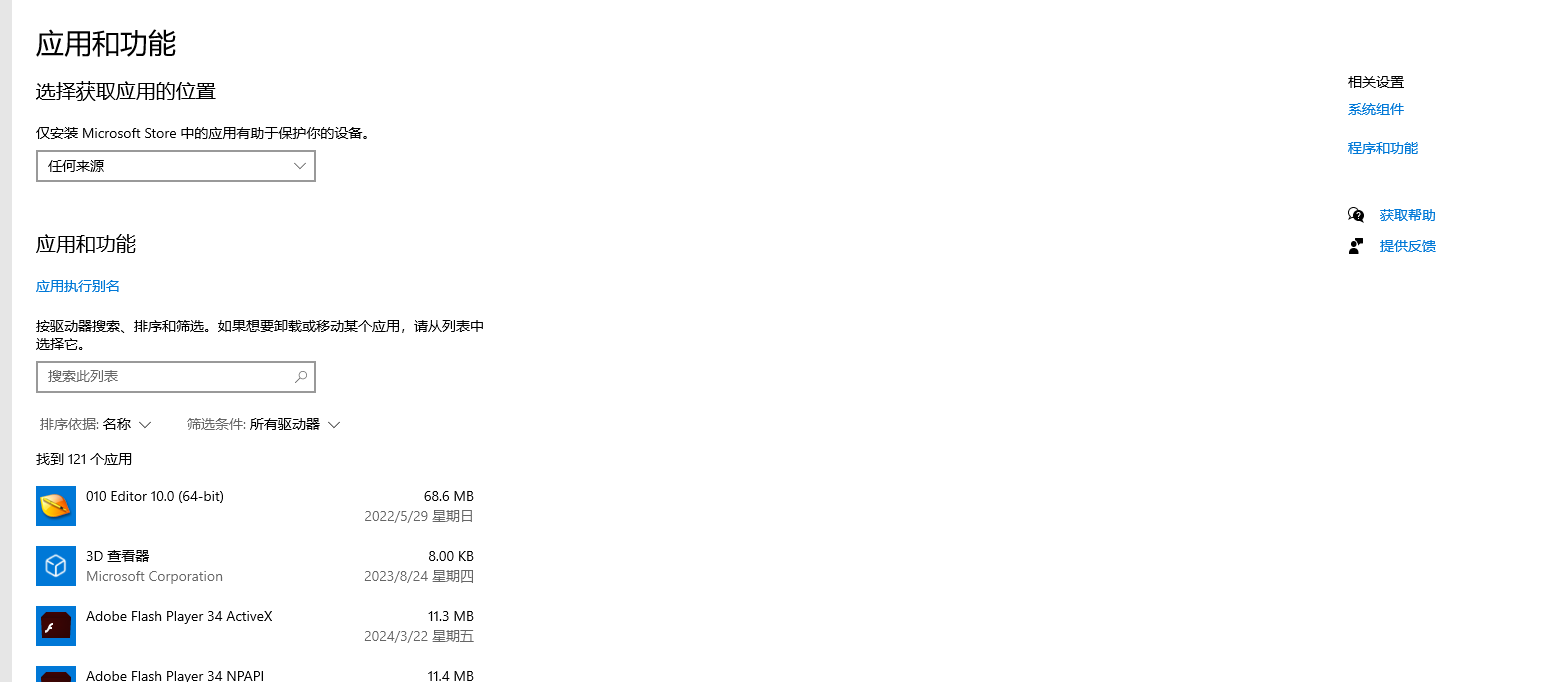 应用和功能
选择获取应用的位置
仅安装 Microsoft Store 中的应用有助于保护你的设备。
任何来源
应用和功能
应用执行别名
按驱动器搜索、排序和筛选。如果想要卸载或移动某个应用，请从列表中
选择它。
搜索此列表
排序依据: 名称 筛选条件: 所有驱动器
找到 121 个应用
010 Editor 10.0 (64-bit) 68.6 MB
2022/5/29 星期日
3D 查看器 8.00 KB
Microsoft Corporation 2023/8/24 星期四
Adobe Flash Player 34 ActiveX 11.3 MB
2024/3/22 星期五
Adobe Flash Player 34 NPAPI 11.4 MB
相关设置
系统组件
程序和功能
获取帮助
提供反馈